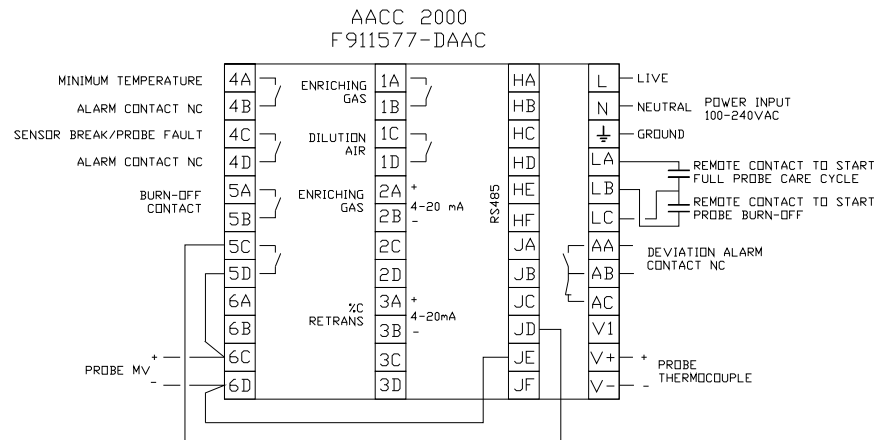 AACC 2000
F911577-DAAC
MINIMUM TEMPERATURE
ALARM CONTACT NC
SENSOR BREAK/PROBE FAULT
ALARM CONTACT NC
BURN-OFF
CONTACT
PROBE MV
+
-
4A
4B
4C
4D
5A
5B
5C
5D
6A
6B
6C
6D
ENRICHING
GAS
DILUTION
AIR
ENRICHING
GAS
%C
RETRANS
1A
1B
1C
1D
2A
2B
2C
2D
3A
3B
3C
3D
+
4-20 mA
-
+
4-20mA
-
RS485
HA
HB
HC
HD
HE
HF
JA
JB
JC
JD
JE
JF
L
N
LA
LB
LC
AA
AB
AC
V1
V+
V-
LIVE
NEUTRAL
GROUND
POWER INPUT
100-240VAC
REMOTE CONTACT TO START
FULL PROBE CARE CYCLE
REMOTE CONTACT TO START
PROBE BURN-OFF
DEVIATION ALARM
CONTACT NC
+
-
PROBE
THERMOCOUPLE